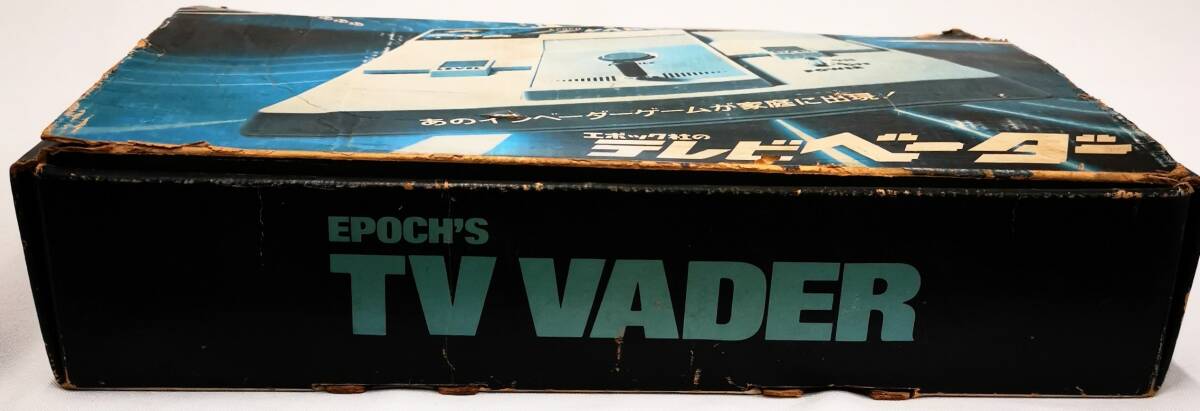 POWER
あのインベーダーゲームが家庭に出現!
エポック社の
テレビベーダー
EPOCH'S
TV VADER